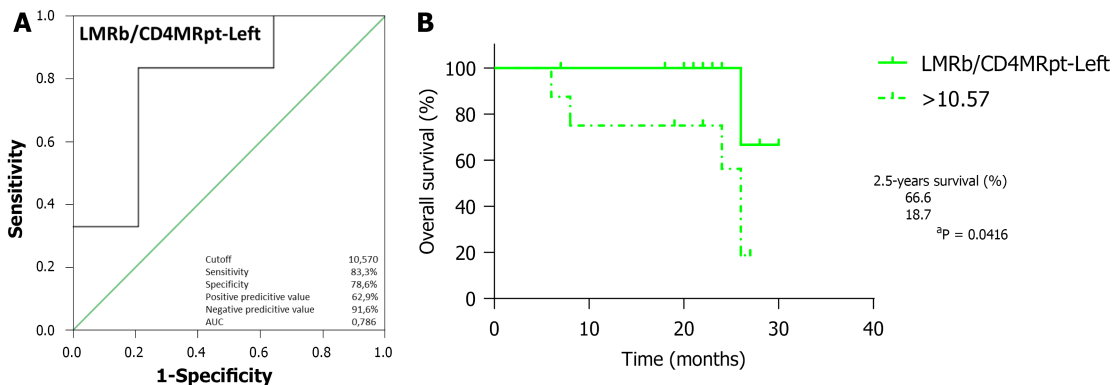 A
LMRb/CD4MRpt-Left
1.0
0.8
0.6
0.4
0.2
0.0
Sensitivity
Cutoff 10,570
Sensitivity 83,3%
Specificity 78,6%
Positive predicitive value 62,9%
Negative predicitive value 91,6%
AUC 0,786
0.0 0.2 0.4 0.6 0.8 1.0
1-Specificity
B
100
80
60
40
20
0
Overall survival (%)
0 10 20 30 40
Time (months)
LMRb/CD4MRpt-Left
>10.57
2.5-years survival (%)
66.6
18.7
aP = 0.0416